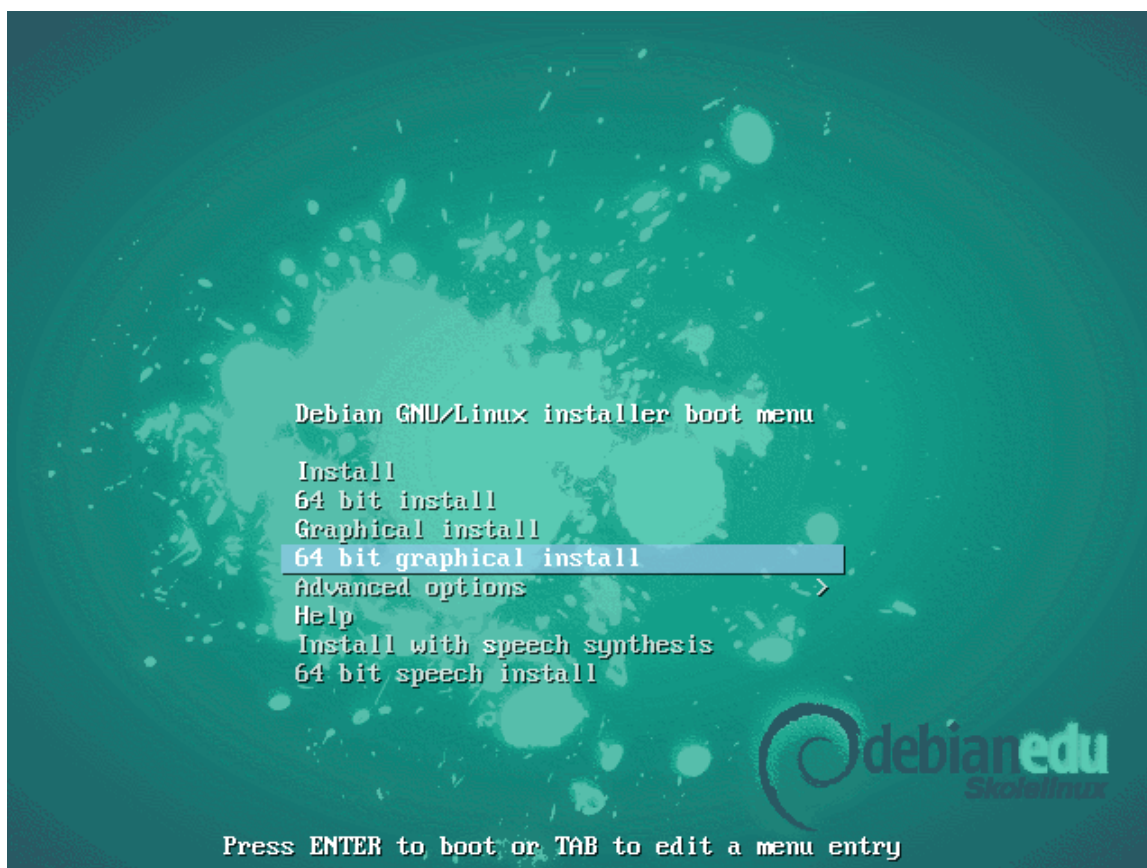 Debian GNU/Linux installer boot menu
Install
64 bit install
Graphical install
64 bit graphical install
Advanced options >
Help
Install with speech synthesis
64 bit speech install
debianedu
Skolelinux
Press ENTER to boot or TAB to edit a menu entry